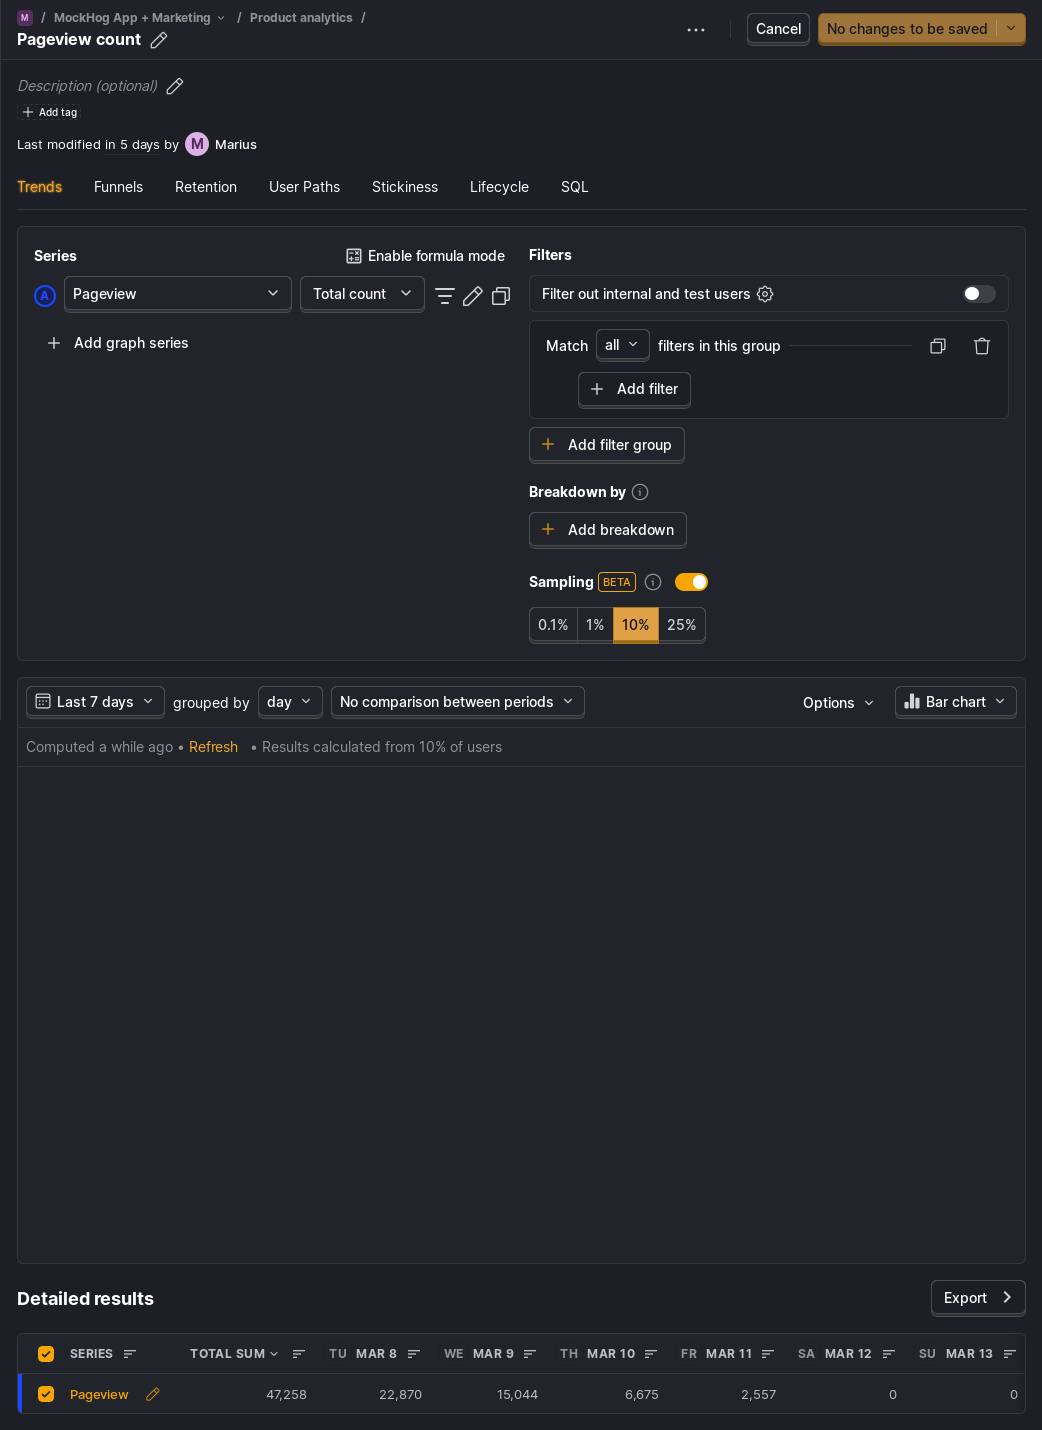 M / MockHog App + Marketing / Product analytics /
Pageview count
Cancel
No changes to be saved
Description (optional)
Add tag
Last modified in 5 days by M Marius
Trends Funnels Retention User Paths Stickiness Lifecycle SQL
Series
Enable formula mode
A Pageview Total count
Add graph series
Filters
Filter out internal and test users
Match all filters in this group
Add filter
Add filter group
Breakdown by
Add breakdown
Sampling BETA
0.1% 1% 10% 25%
Last 7 days grouped by day No comparison between periods Options Bar chart
Computed a while ago • Refresh • Results calculated from 10% of users
Detailed results
Export
SERIES TOTAL SUM TU MAR 8 WE MAR 9 TH MAR 10 FR MAR 11 SA MAR 12 SU MAR 13
Pageview 47,258 22,870 15,044 6,675 2,557 0 0